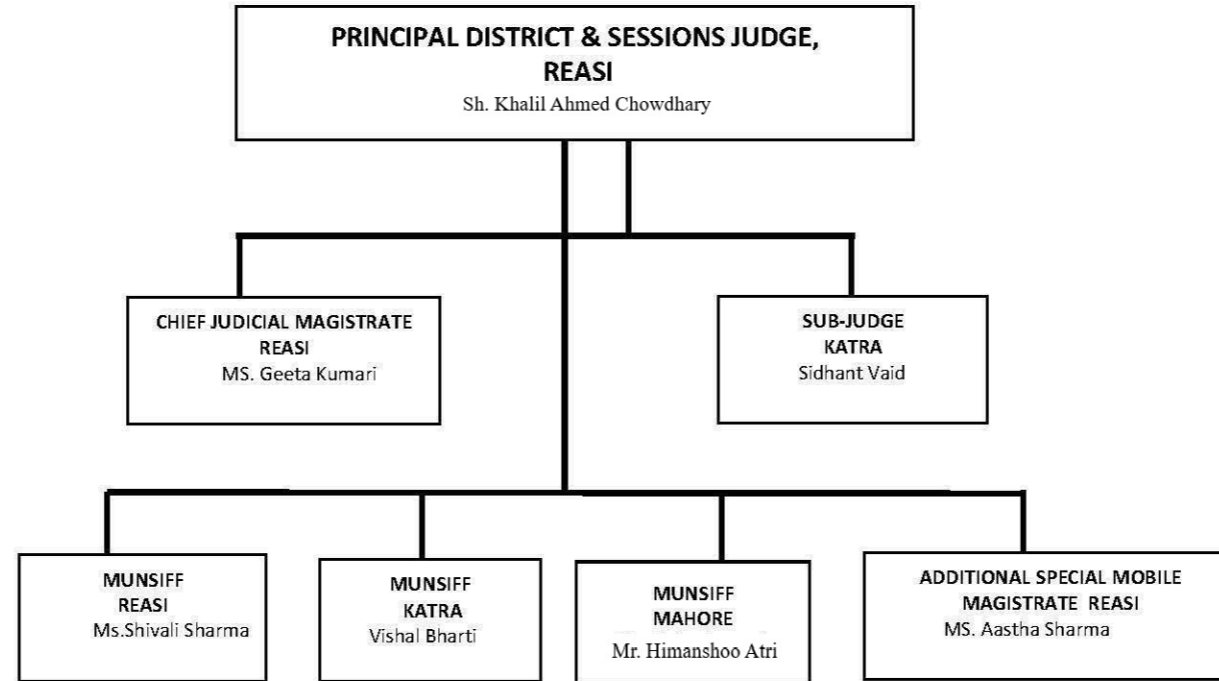 PRINCIPAL DISTRICT & SESSIONS JUDGE,
REASI
Sh. Khalil Ahmed Chowdhary
CHIEF JUDICIAL MAGISTRATE
REASI
MS. Geeta Kumari
SUB-JUDGE
KATRA
Sidhant Vaid
MUNSIFF
REASI
Ms.Shivali Sharma
MUNSIFF
KATRA
Vishal Bharti
MUNSIFF
MAHORE
Mr. Himanshoo Atri
ADDITIONAL SPECIAL MOBILE
MAGISTRATE REASI
MS. Aastha Sharma